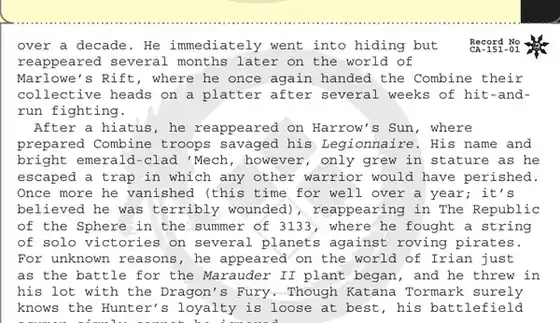 over a decade. He immediately went into hiding but
Record No
CA-151-01
reappeared several months later on the world of
Marlowe's Rift, where he once again handed the Combine their
collective heads on a platter after several weeks of hit-and-
run fighting.
After a hiatus, he reappeared on Harrow's Sun, where
prepared Combine troops savaged his Legionnaire. His name and
bright emerald-clad 'Mech, however, only grew in stature as he
escaped a trap in which any other warrior would have perished.
Once more he vanished (this time for well over a year; it's
believed he was terribly wounded), reappearing in The Republic
of the Sphere in the summer of 3133, where he fought a string
of solo victories on several planets against roving pirates.
For unknown reasons, he appeared on the world of Irian just
as the battle for the Marauder II plant began, and he threw in
his lot with the Dragon's Fury. Though Katana Tormark surely
knows the Hunter's loyalty is loose at best, his battlefield
simply cannot be ignored